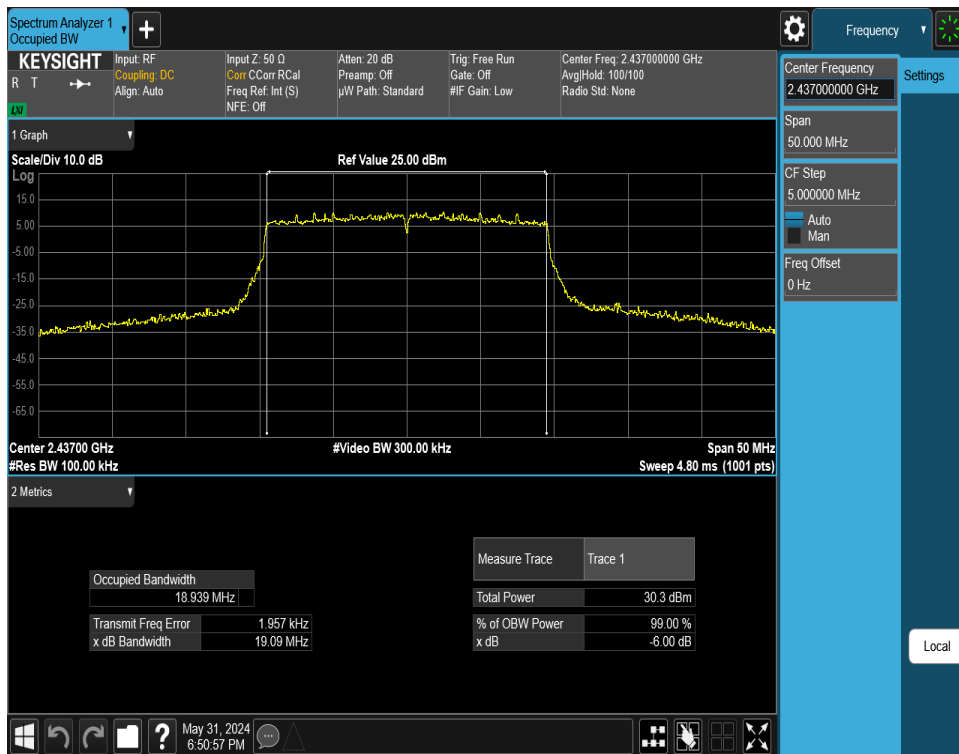 Spectrum Analyzer 1
Occupied BW
+
Frequency
KEYSIGHT
R T
LXI
Input: RF
Coupling: DC
Align: Auto
Input Z: 50 Ω
Corr CCorr RCal
Freq Ref: Int (S)
NFE: Off
Atten: 20 dB
Preamp: Off
µW Path: Standard
Trig: Free Run
Gate: Off
#IF Gain: Low
Center Freq: 2.437000000 GHz
Avg|Hold: 100/100
Radio Std: None
Center Frequency
2.437000000 GHz
Settings
Span
50.000 MHz
CF Step
5.000000 MHz
Auto
Man
Freq Offset
0 Hz
Local
1 Graph
Scale/Div 10.0 dB
Ref Value 25.00 dBm
Log
15.0
5.00
-5.00
-15.0
-25.0
-35.0
-45.0
-55.0
-65.0
Center 2.43700 GHz
#Video BW 300.00 kHz
Span 50 MHz
#Res BW 100.00 kHz
Sweep 4.80 ms (1001 pts)
2 Metrics
Occupied Bandwidth
18.939 MHz
Transmit Freq Error 1.957 kHz
x dB Bandwidth 19.09 MHz
Measure Trace Trace 1
Total Power 30.3 dBm
% of OBW Power 99.00 %
x dB -6.00 dB
?
May 31, 2024
6:50:57 PM